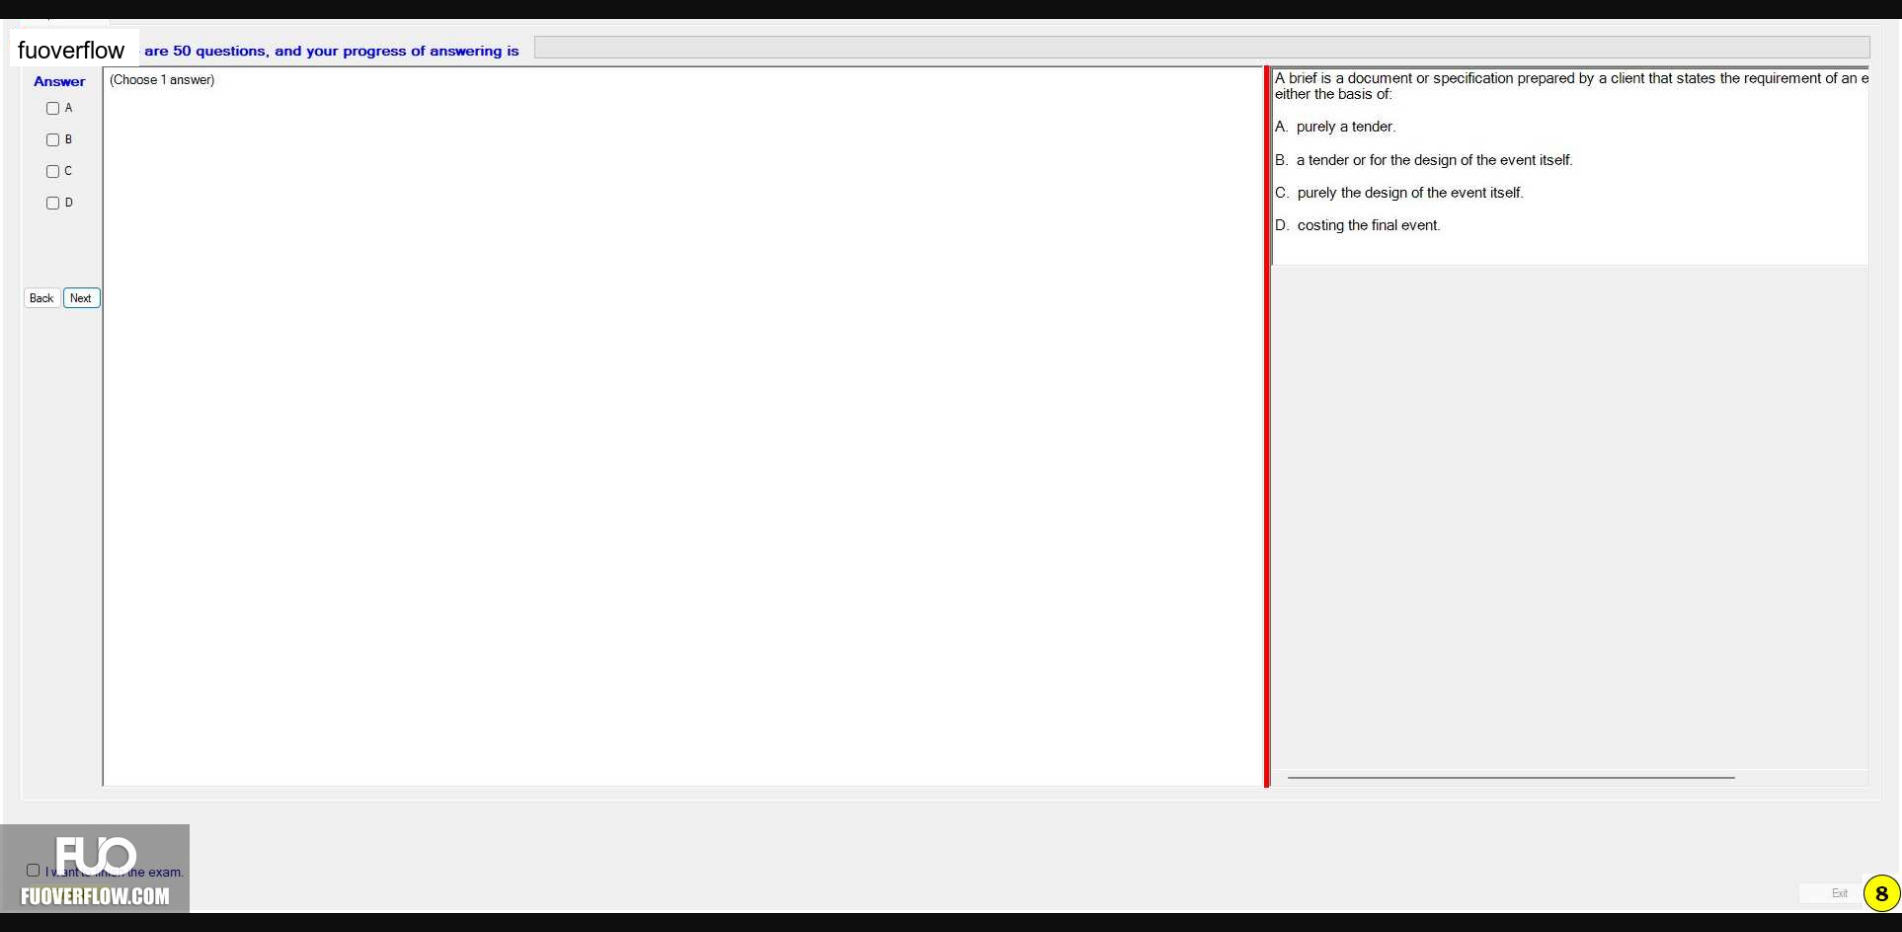 fuoverflow are 50 questions, and your progress of answering is
Answer
(Choose 1 answer)
A
B
C
D
Back Next
A brief is a document or specification prepared by a client that states the requirement of an e
either the basis of:
A. purely a tender.
B. a tender or for the design of the event itself.
C. purely the design of the event itself.
D. costing the final event.
FUO
I want to finish the exam.
FUOVERFLOW.COM
Exit
8